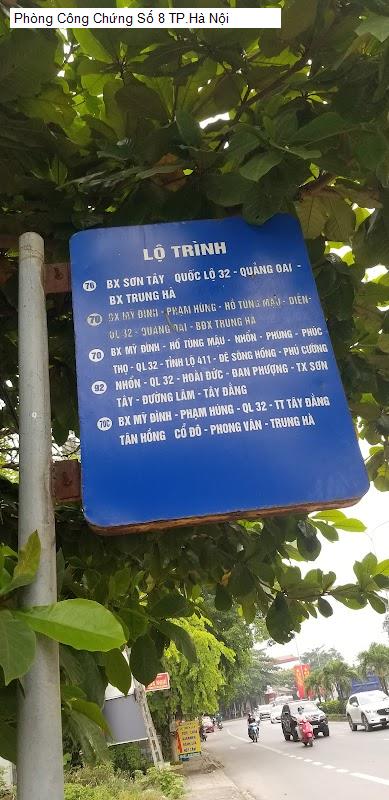 Phòng Công Chứng Số 8 TP.Hà Nội
LỘ TRÌNH
76 BX SƠN TÂY QUỐC LỘ 32 - QUẢNG OAI -
BX TRUNG HÀ
70 BX MỸ ĐÌNH - PHẠM HÙNG - HỒ TÙNG MẬU - DIỄN-
QL 32 - QUẢNG OAI - BĐX TRUNG HÀ
70 BX MỸ ĐÌNH - HỒ TÙNG MẬU - NHỔN - PHÙNG - PHÚC
THỌ - QL 32 - TỈNH LỘ 411 - ĐÊ SÔNG HỒNG - PHÚ CƯỜNG
92 NHỔN - QL 32 - HOÀI ĐỨC - ĐAN PHƯỢNG - TX SƠN
TÂY - ĐƯỜNG LÂM - TÂY ĐẰNG
70C BX MỸ ĐÌNH - PHẠM HÙNG - QL 32 - TT TÂY ĐẰNG
TẢN HỒNG CỔ ĐÔ - PHONG VÂN - TRUNG HÀ